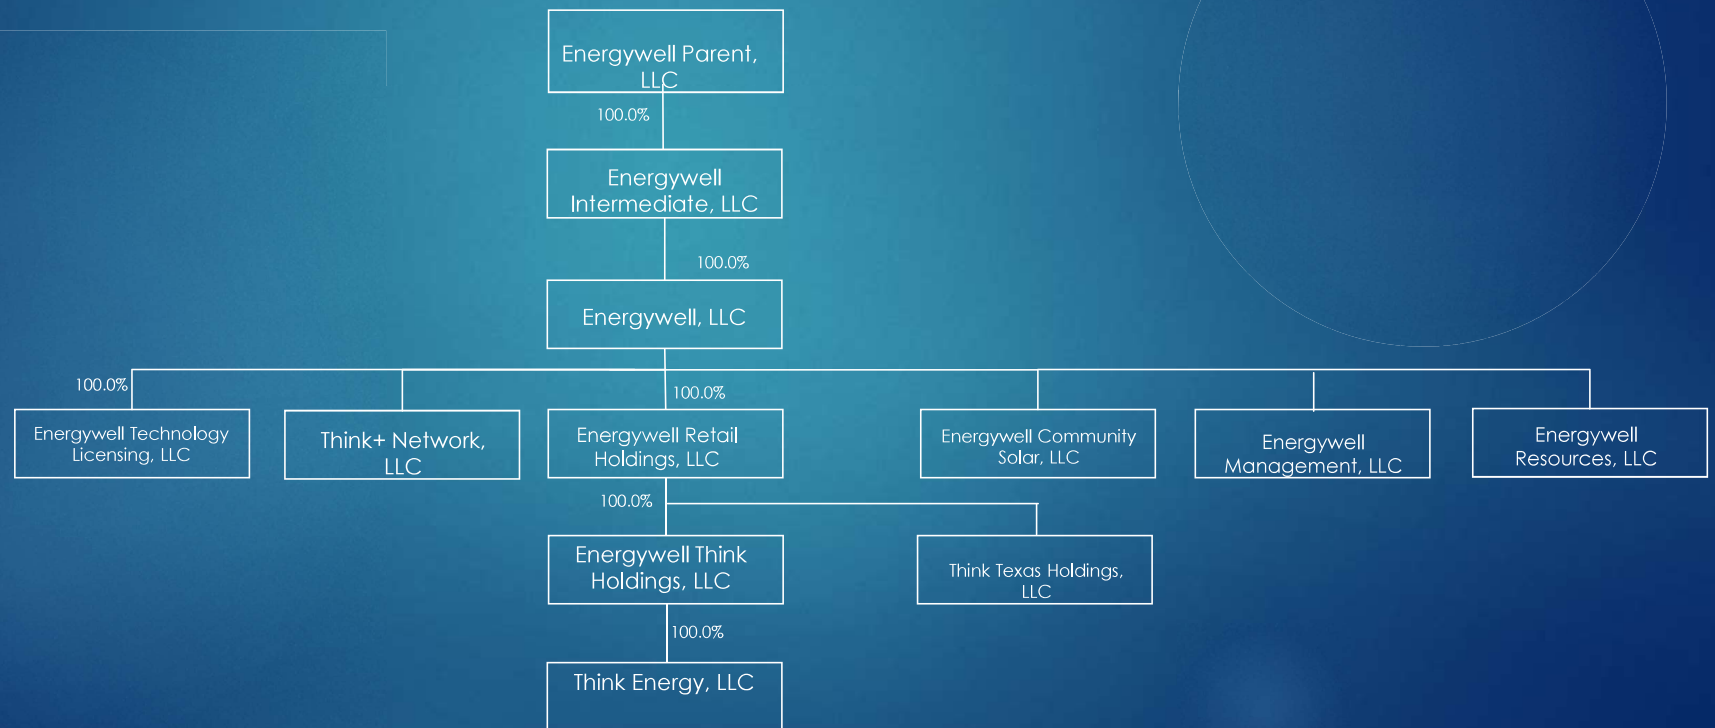 Energywell Parent,
LLC
100.0%
Energywell
Intermediate, LLC
100.0%
Energywell, LLC
100.0%
100.0%
Energywell Technology
Licensing, LLC
Think+ Network,
LLC
Energywell Retail
Holdings, LLC
Energywell Community
Solar, LLC
Energywell
Management, LLC
Energywell
Resources, LLC
100.0%
Energywell Think
Holdings, LLC
Think Texas Holdings,
LLC
100.0%
Think Energy, LLC